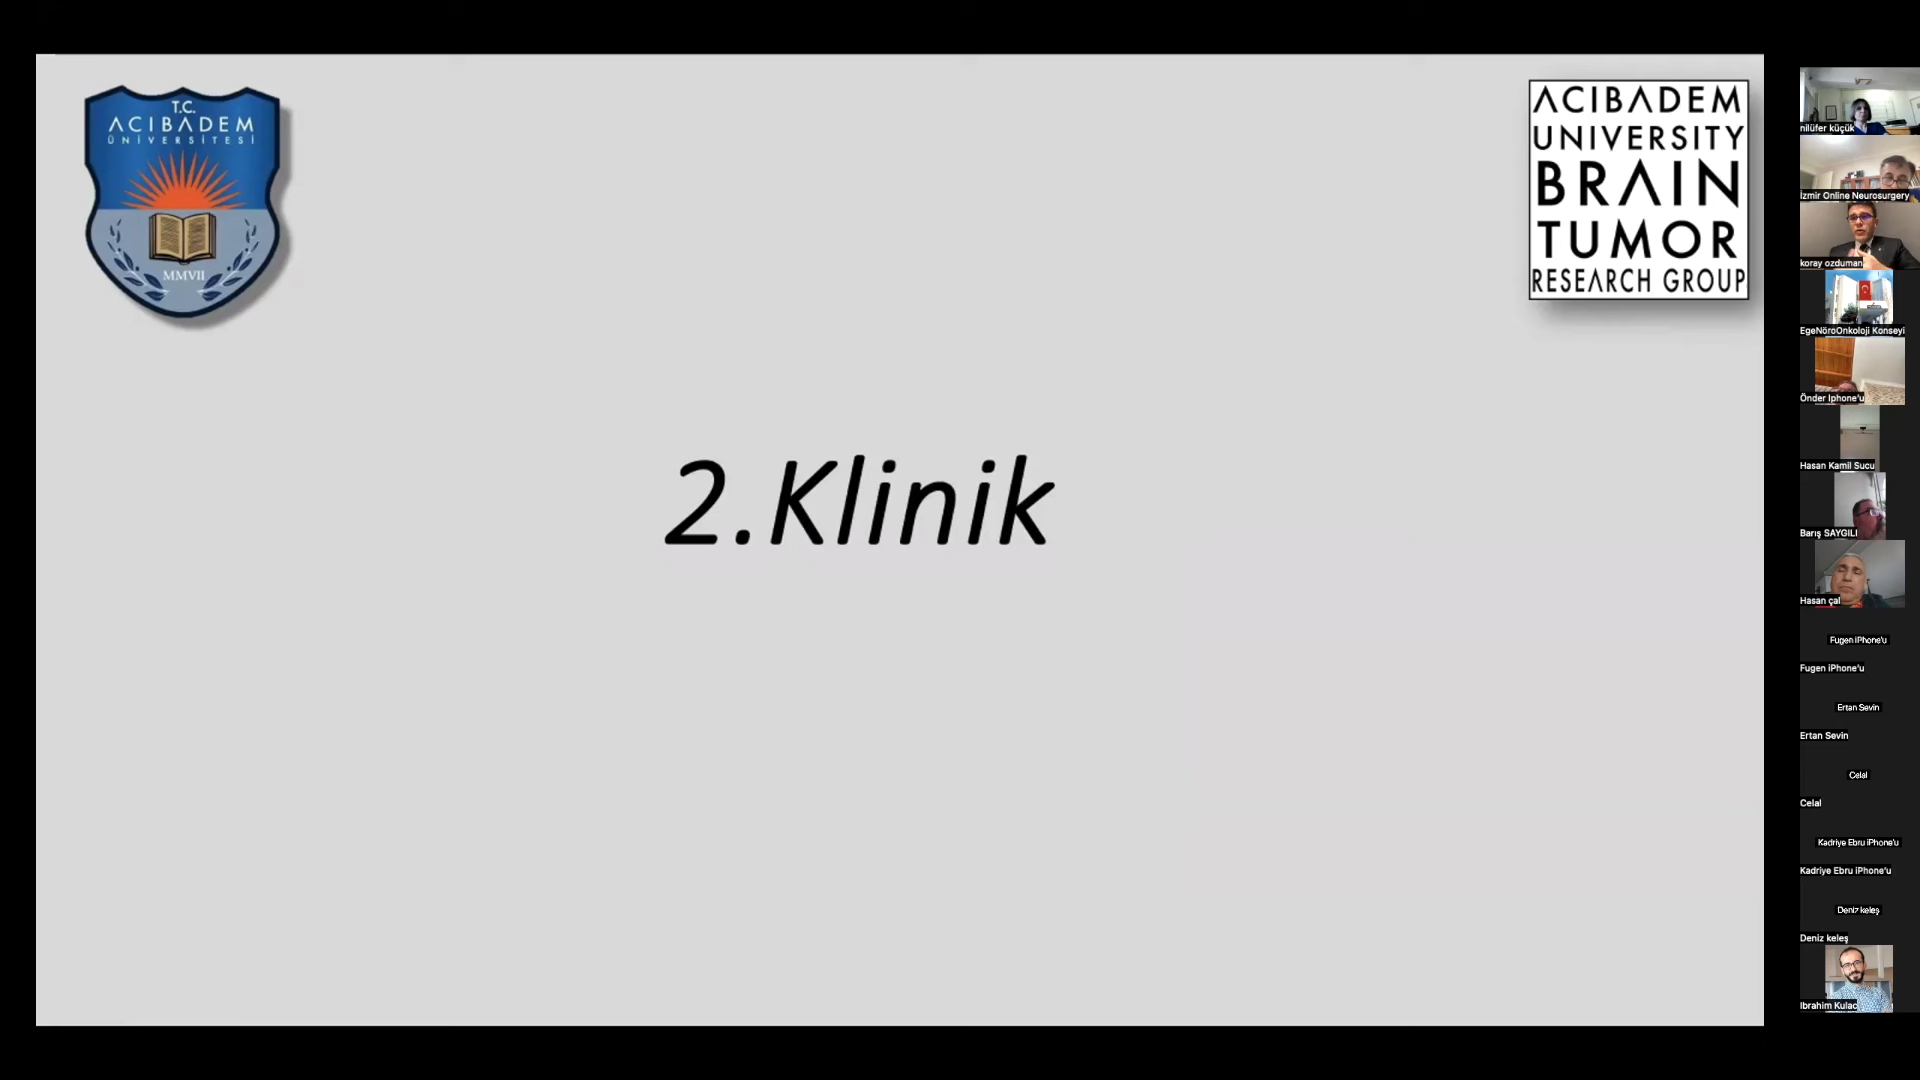 T.C.
ACIBADEM
ÜNİVERSİTESİ
MMVII
ACIBADEM
UNIVERSITY
BRAIN
TUMOR
RESEARCH GROUP
2.Klinik
nilüfer küçük
İzmir Online Neurosurgery
koray ozduman
EgeNöroOnkoloji Konseyi
Önder Iphone'u
Hasan Kamil Sucu
Barış SAYGILI
Hasan çal
Fugen iPhone'u
Fugen iPhone'u
Ertan Sevin
Ertan Sevin
Celal
Celal
Kadriye Ebru iPhone'u
Kadriye Ebru iPhone'u
Deniz keleş
Deniz keleş
Ibrahim Kulac